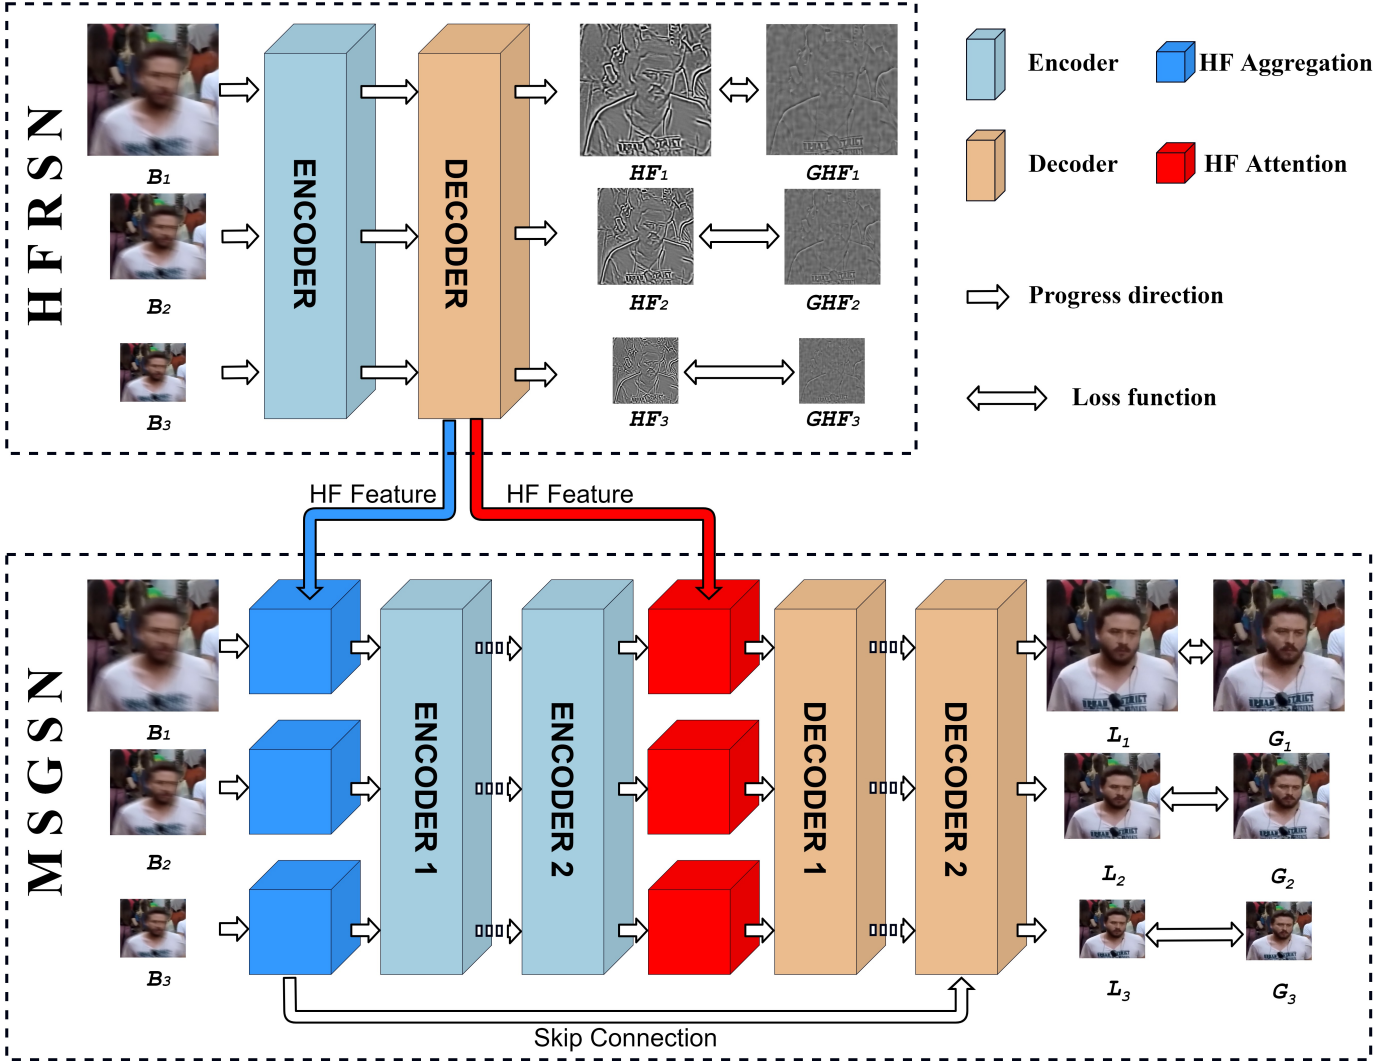 HFRSN
B1
B2
B3
ENCODER
DECODER
HF1
GHF1
HF2
GHF2
HF3
GHF3
Encoder
HF Aggregation
Decoder
HF Attention
Progress direction
Loss function
HF Feature
HF Feature
MSGSN
B1
B2
B3
ENCODER 1
ENCODER 2
DECODER 1
DECODER 2
L1
G1
L2
G2
L3
G3
Skip Connection